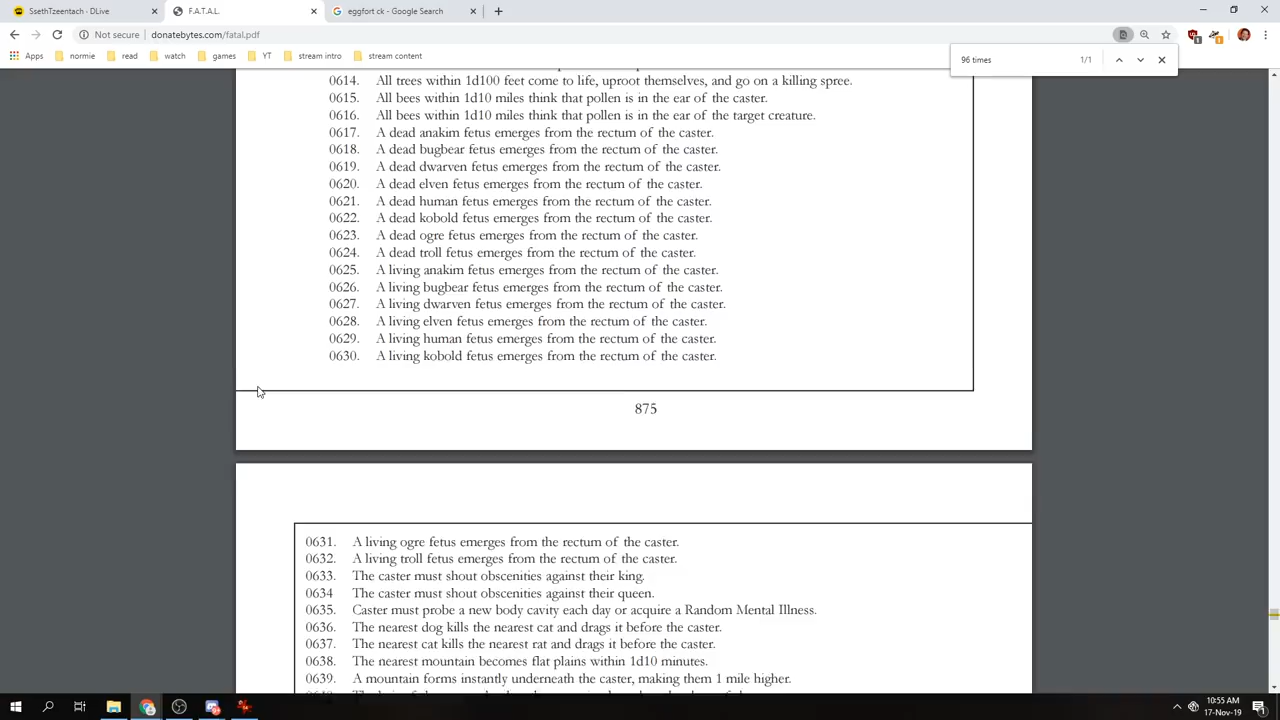 SsethTzeentach - DLive
F.A.T.A.L.
eggfort ck - Google Search
Not secure | donatebytes.com/fatal.pdf
Apps normie read watch games YT stream intro stream content
96 times 1/1
0614. All trees within 1d100 feet come to life, uproot themselves, and go on a killing spree.
0615. All bees within 1d10 miles think that pollen is in the ear of the caster.
0616. All bees within 1d10 miles think that pollen is in the ear of the target creature.
0617. A dead anakim fetus emerges from the rectum of the caster.
0618. A dead bugbear fetus emerges from the rectum of the caster.
0619. A dead dwarven fetus emerges from the rectum of the caster.
0620. A dead elven fetus emerges from the rectum of the caster.
0621. A dead human fetus emerges from the rectum of the caster.
0622. A dead kobold fetus emerges from the rectum of the caster.
0623. A dead ogre fetus emerges from the rectum of the caster.
0624. A dead troll fetus emerges from the rectum of the caster.
0625. A living anakim fetus emerges from the rectum of the caster.
0626. A living bugbear fetus emerges from the rectum of the caster.
0627. A living dwarven fetus emerges from the rectum of the caster.
0628. A living elven fetus emerges from the rectum of the caster.
0629. A living human fetus emerges from the rectum of the caster.
0630. A living kobold fetus emerges from the rectum of the caster.
875
0631. A living ogre fetus emerges from the rectum of the caster.
0632. A living troll fetus emerges from the rectum of the caster.
0633. The caster must shout obscenities against their king.
0634 The caster must shout obscenities against their queen.
0635. Caster must probe a new body cavity each day or acquire a Random Mental Illness.
0636. The nearest dog kills the nearest cat and drags it before the caster.
0637. The nearest cat kills the nearest rat and drags it before the caster.
0638. The nearest mountain becomes flat plains within 1d10 minutes.
0639. A mountain forms instantly underneath the caster, making them 1 mile higher.
10:55 AM
17-Nov-19